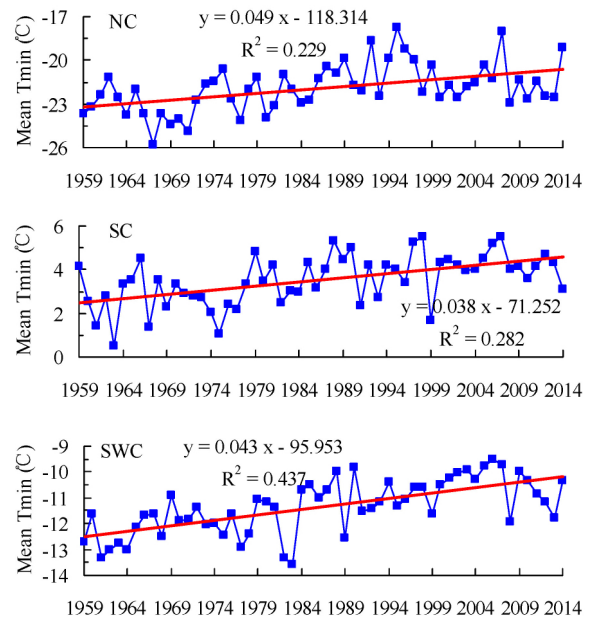 -17
NC
y = 0.049 x - 118.314
R² = 0.229
-20
-23
-26
Mean Tmin (℃)
1959 1964 1969 1974 1979 1984 1989 1994 1999 2004 2009 2014
6
SC
4
2
0
Mean Tmin (℃)
y = 0.038 x - 71.252
R² = 0.282
1959 1964 1969 1974 1979 1984 1989 1994 1999 2004 2009 2014
-9
SWC
y = 0.043 x - 95.953
R² = 0.437
-10
-11
-12
-13
-14
Mean Tmin (℃)
1959 1964 1969 1974 1979 1984 1989 1994 1999 2004 2009 2014